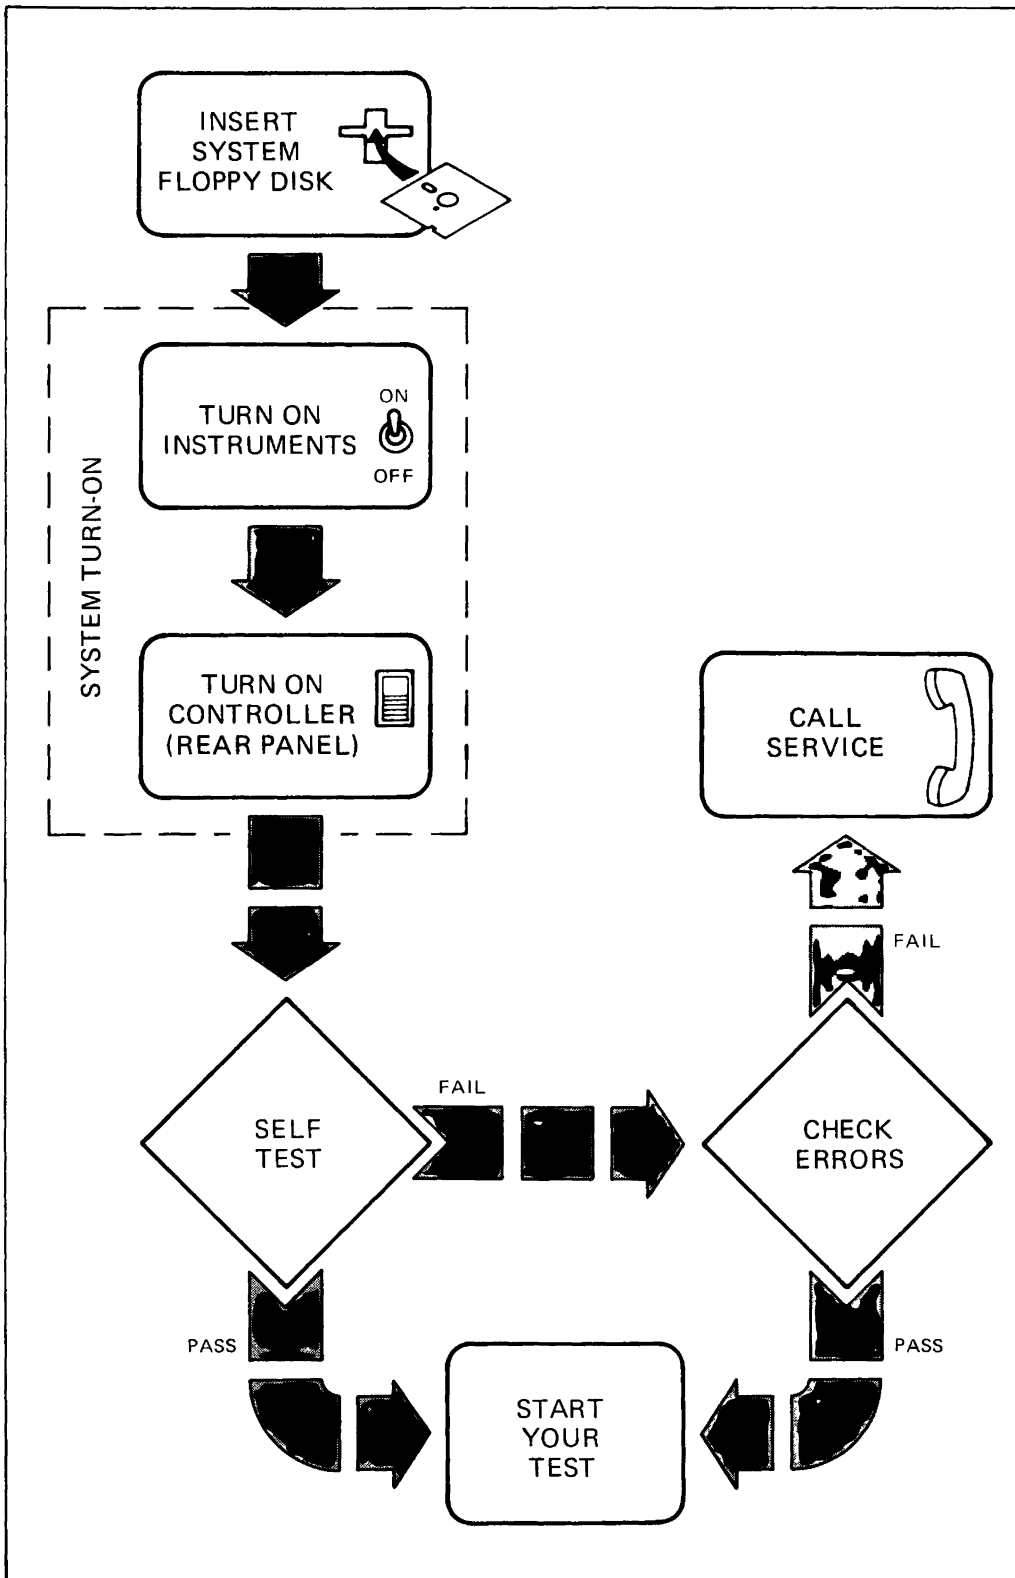 INSERT
SYSTEM
FLOPPY DISK
SYSTEM TURN-ON
TURN ON
INSTRUMENTS
ON
OFF
TURN ON
CONTROLLER
(REAR PANEL)
CALL
SERVICE
FAIL
SELF
TEST
FAIL
CHECK
ERRORS
PASS
PASS
START
YOUR
TEST